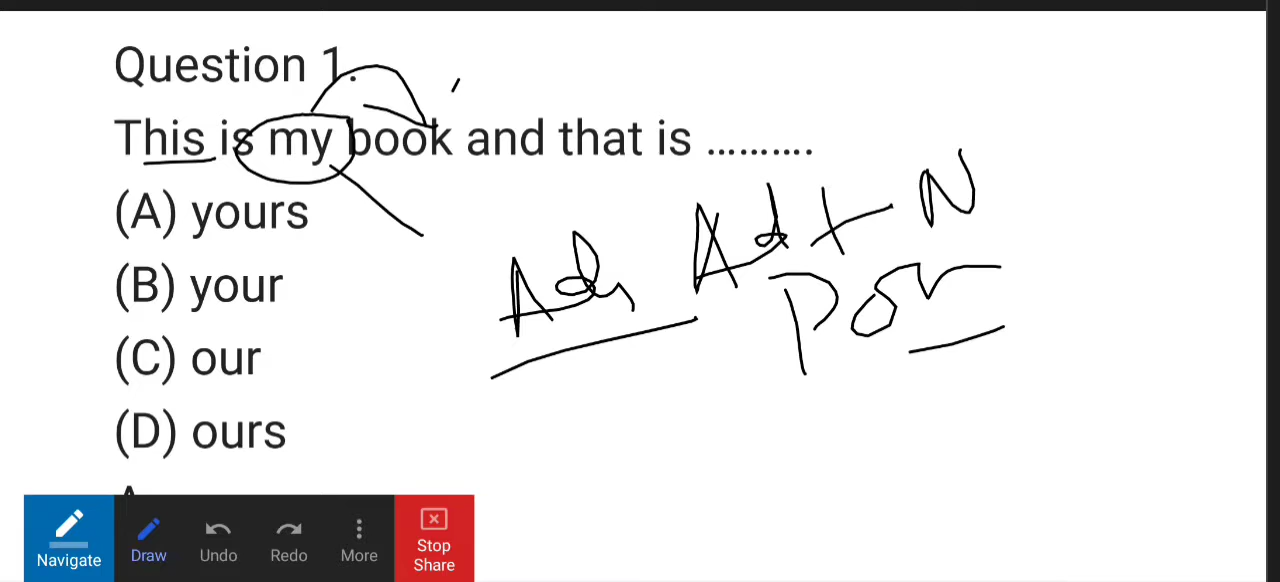 Question 1.
This is my book and that is ..........
(A) yours
(B) your
(C) our
(D) ours
Adj Ad + N
Navigate Draw Undo Redo More Stop Share